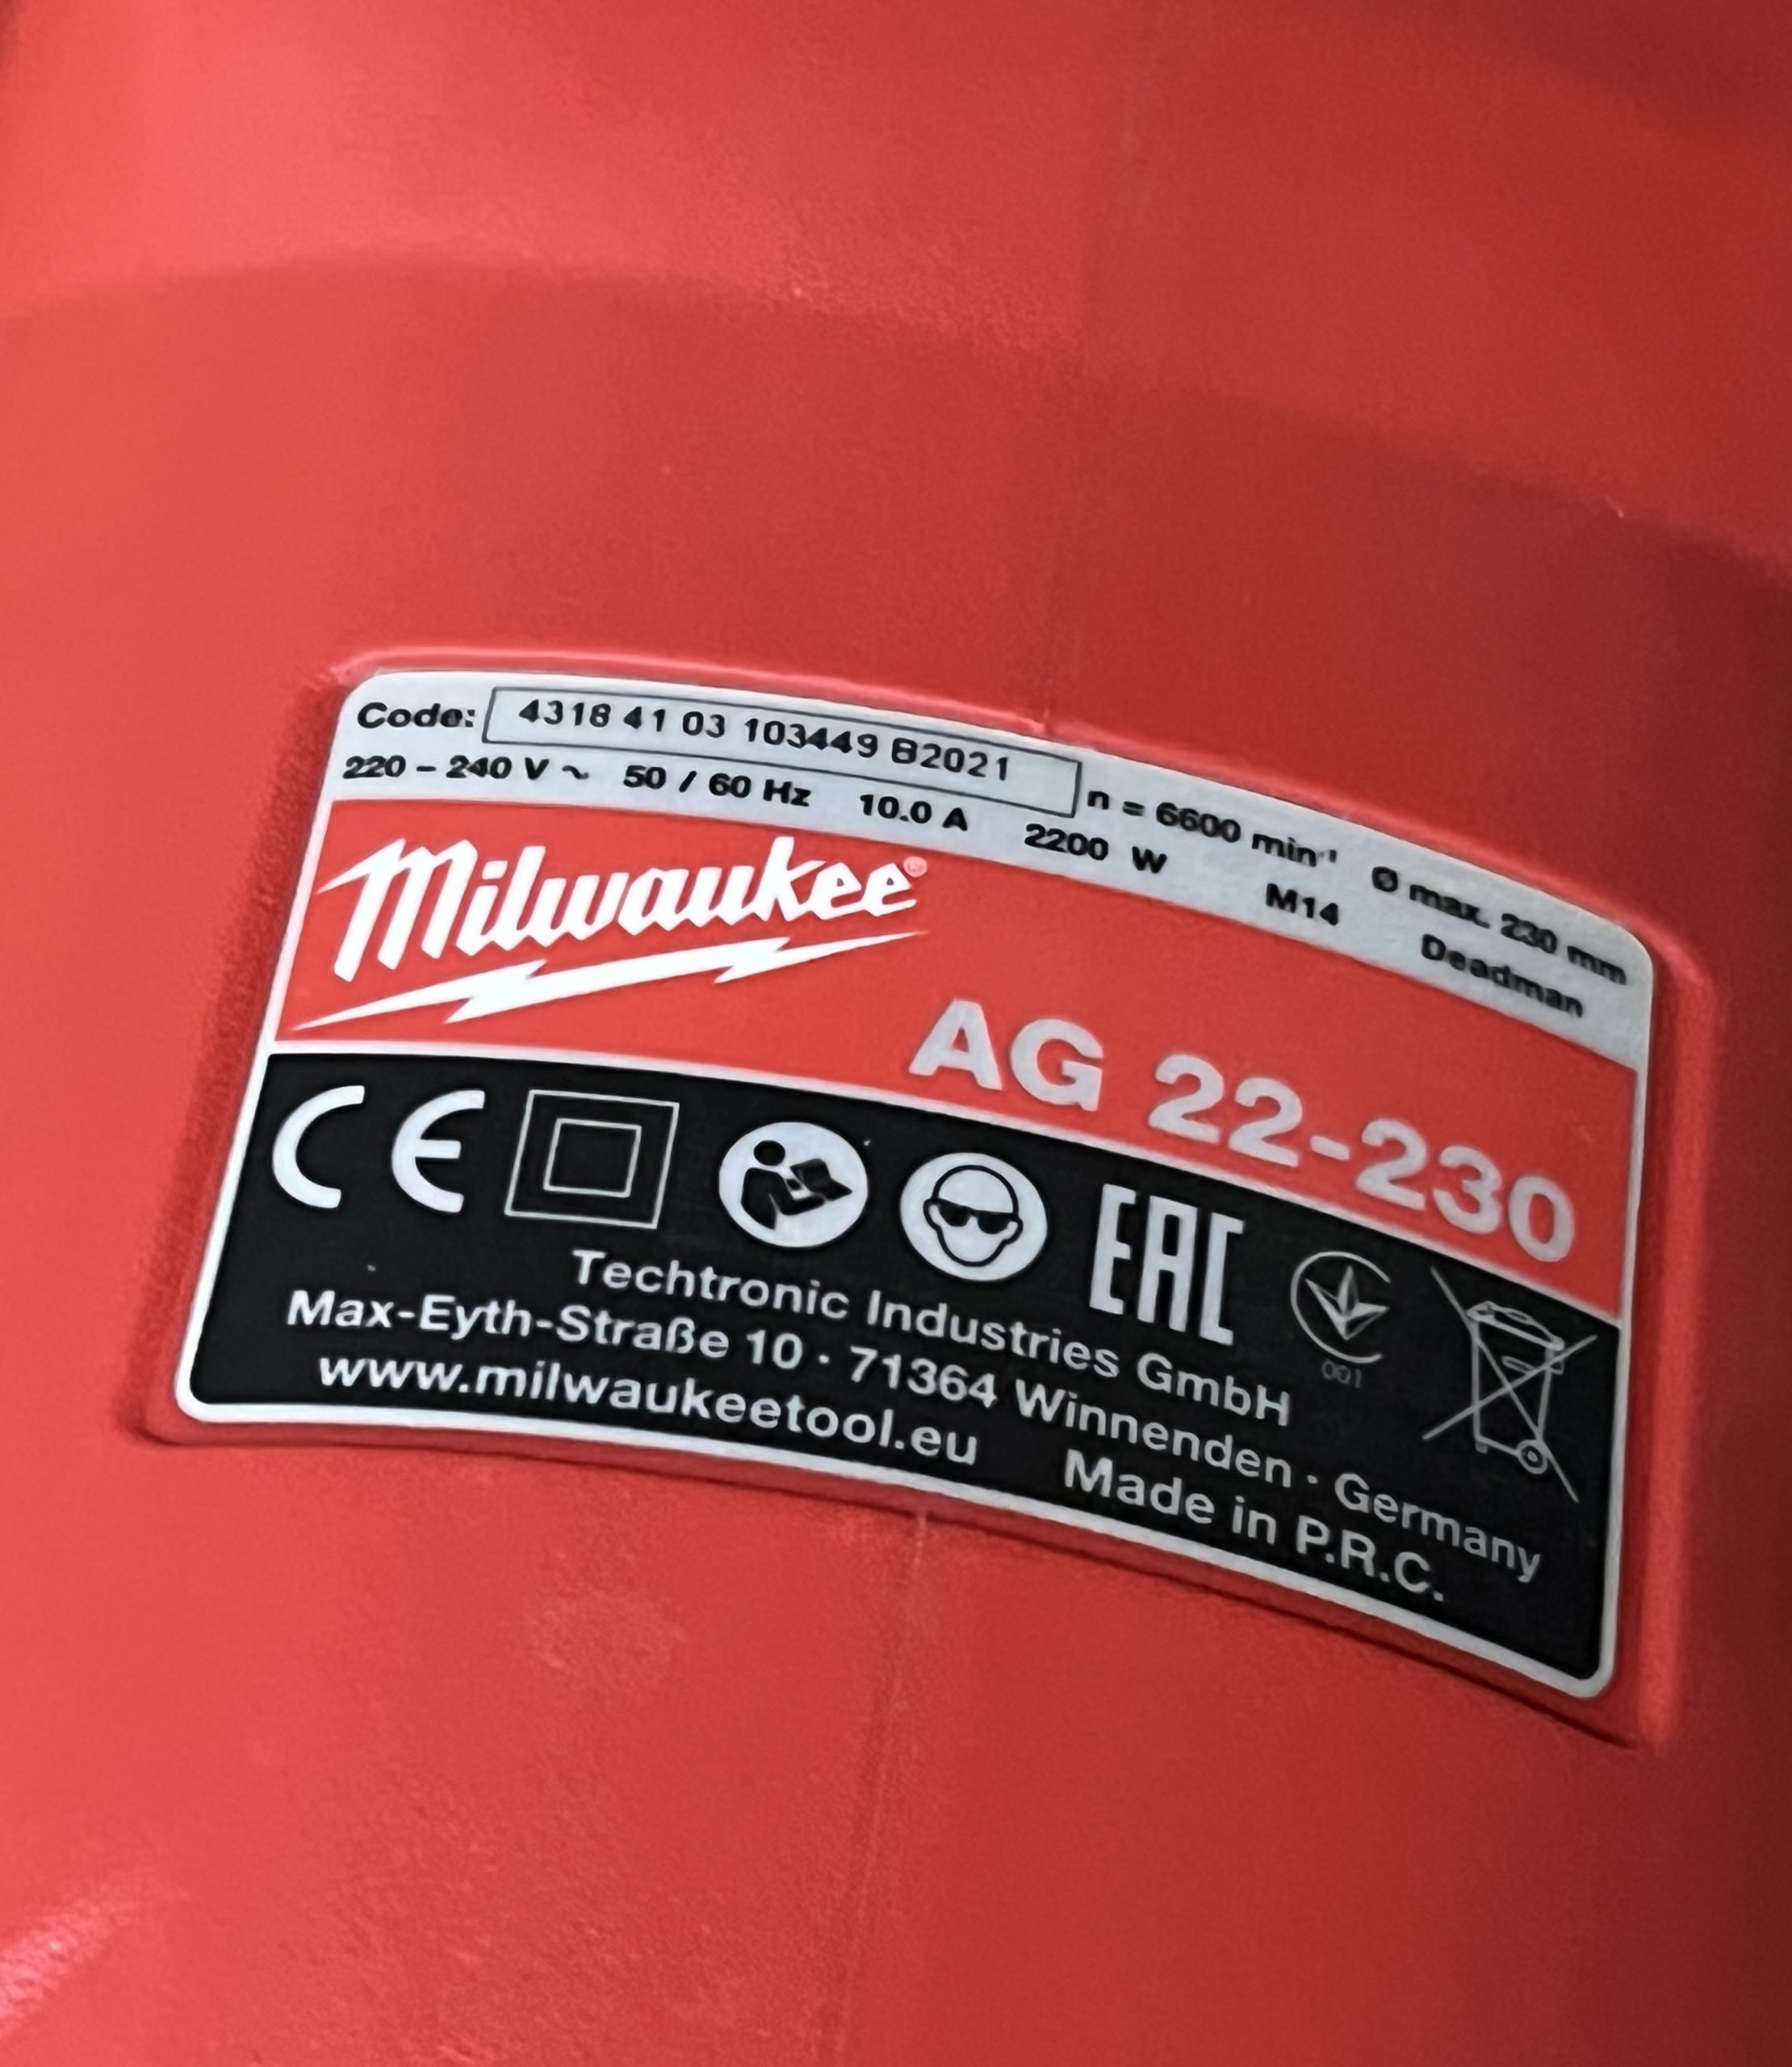 Code: 4318 41 03 103449 B2021 n = 6600 min⁻¹ Ø max. 230 mm
220 – 240 V ~ 50 / 60 Hz 10.0 A 2200 W M14 Deadman
Milwaukee
AG 22-230
CE EAC
001
Techtronic Industries GmbH
Max-Eyth-Straße 10 · 71364 Winnenden · Germany
www.milwaukeetool.eu Made in P.R.C.